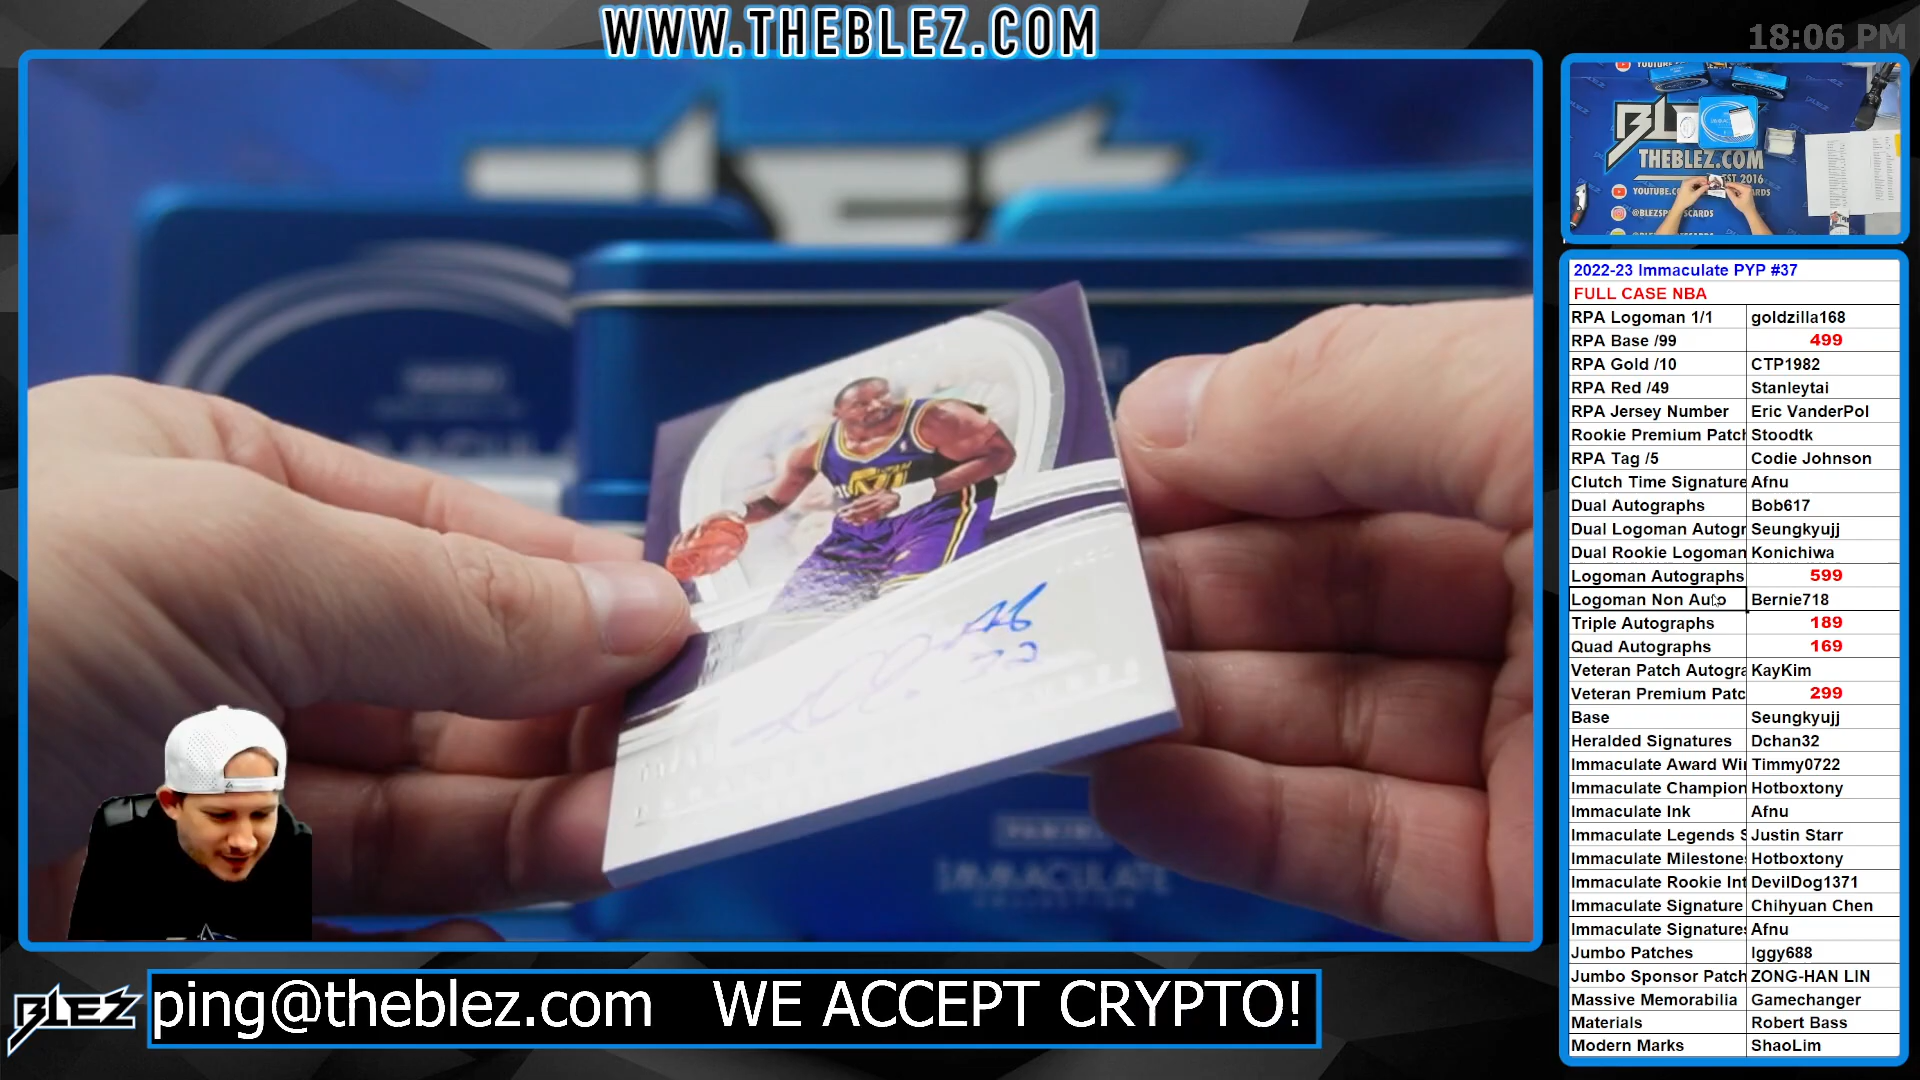 WWW.THEBLEZ.COM
18:06 PM
BLEZ
THEBLEZ.COM
EST 2016
@BLEZSPORTSCARDS
2022-23 Immaculate PYP #37
FULL CASE NBA
RPA Logoman 1/1 goldzilla168
RPA Base /99 499
RPA Gold /10 CTP1982
RPA Red /49 Stanleytai
RPA Jersey Number Eric VanderPol
Rookie Premium Patch Stoodtk
RPA Tag /5 Codie Johnson
Clutch Time Signature Afnu
Dual Autographs Bob617
Dual Logoman Autogr Seungkyujj
Dual Rookie Logoman Konichiwa
Logoman Autographs 599
Logoman Non Auto Bernie718
Triple Autographs 189
Quad Autographs 169
Veteran Patch Autogra KayKim
Veteran Premium Patc 299
Base Seungkyujj
Heralded Signatures Dchan32
Immaculate Award Wi Timmy0722
Immaculate Champion Hotboxtony
Immaculate Ink Afnu
Immaculate Legends S Justin Starr
Immaculate Milestone Hotboxtony
Immaculate Rookie Int DevilDog1371
Immaculate Signature Chihyuan Chen
Immaculate Signatures Afnu
Jumbo Patches Iggy688
Jumbo Sponsor Patch ZONG-HAN LIN
Massive Memorabilia Gamechanger
Materials Robert Bass
Modern Marks ShaoLim
32
PANINI
IMMACULATE
COLLECTION
BLEZ
ping@theblez.com WE ACCEPT CRYPTO!